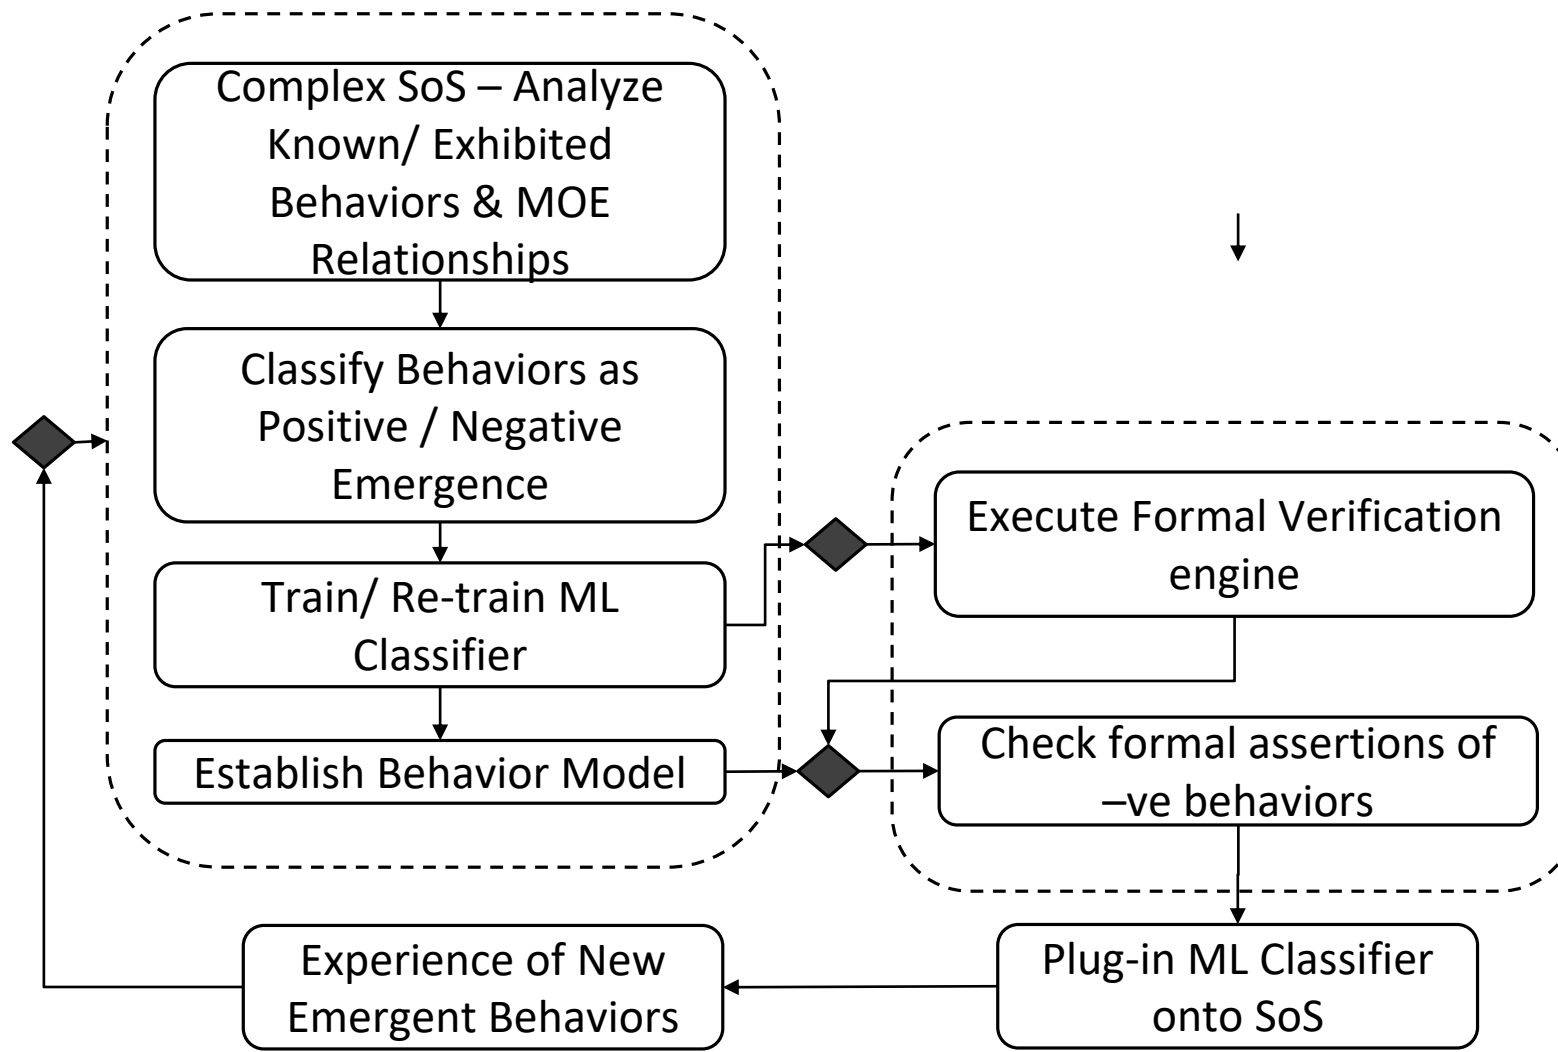 Complex SoS – Analyze
Known/ Exhibited
Behaviors & MOE
Relationships
Classify Behaviors as
Positive / Negative
Emergence
Train/ Re-train ML
Classifier
Establish Behavior Model
Execute Formal Verification
engine
Check formal assertions of
–ve behaviors
Plug-in ML Classifier
onto SoS
Experience of New
Emergent Behaviors